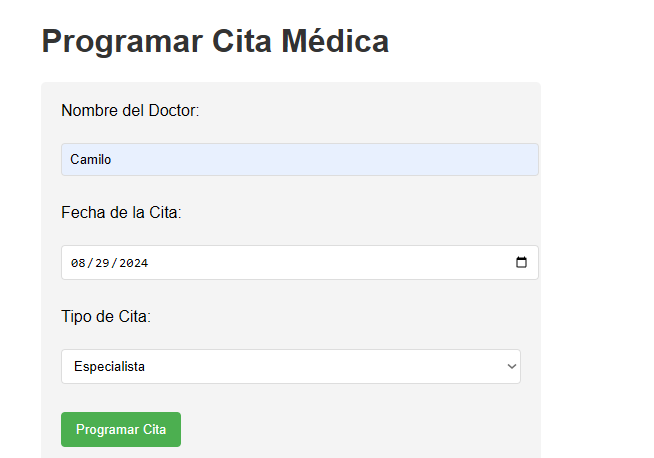 Programar Cita Médica
Nombre del Doctor:
Camilo
Fecha de la Cita:
08/29/2024
Tipo de Cita:
Especialista
Programar Cita